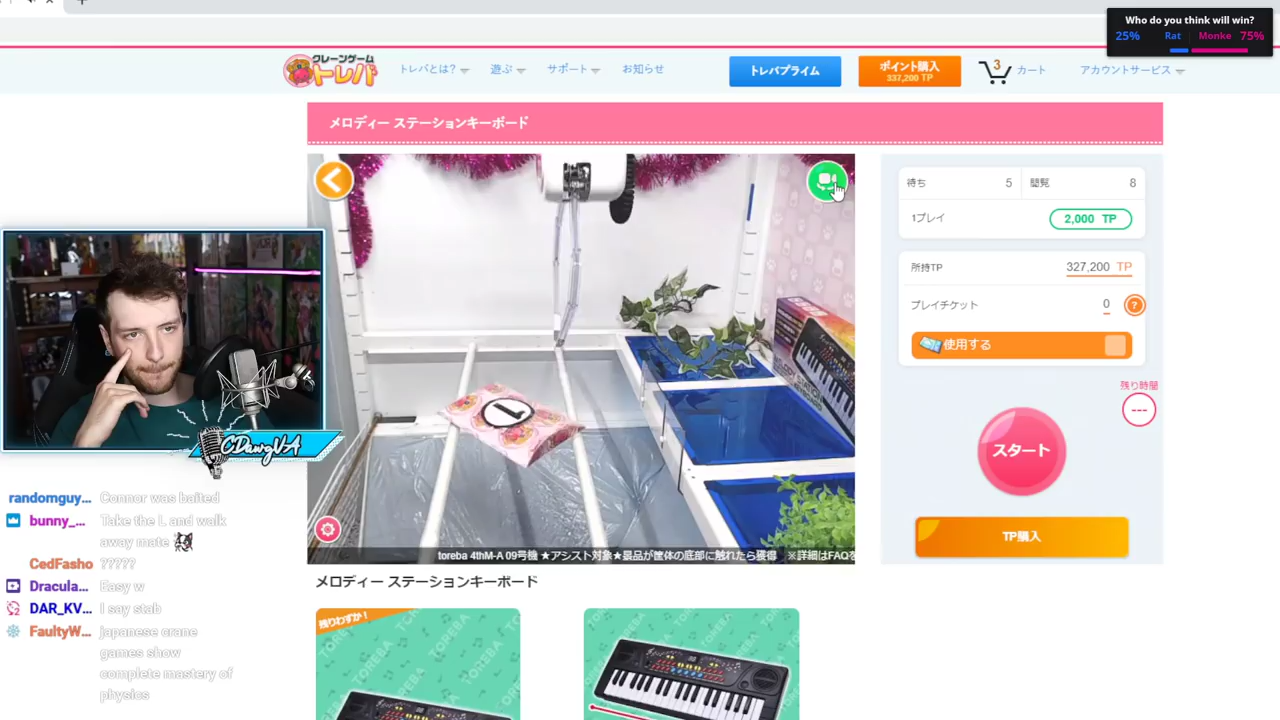 Who do you think will win?
25% Rat Monke 75%
クレーンゲーム
トレバ
トレバとは?
遊ぶ
サポート
お知らせ
トレバプライム
ポイント購入
337,200 TP
3
カート
アカウントサービス
メロディー ステーションキーボード
待ち 5
閲覧 8
1プレイ 2,000 TP
所持TP 327,200 TP
プレイチケット 0 ?
使用する
残り時間
---
スタート
TP購入
toreba 4thM-A 09号機 ★アシスト対象★景品が筐体の底部に触れたら獲得 ※詳細はFAQを
メロディー ステーションキーボード
残りわずか!
TOREBA
CDawgVA
randomguy... Connor was baited
bunny_... Take the L and walk
away mate
CedFasho ?????
Dracula... Easy w
DAR_KV... I say stab
FaultyW... japanese crane
games show
complete mastery of
physics